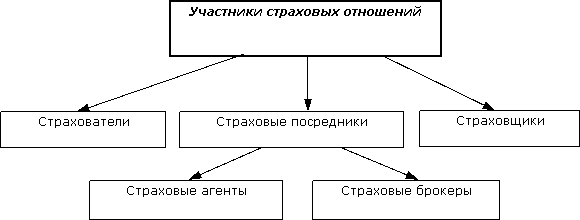 Участники страховых отношений
Страхователи
Страховые посредники
Страховщики
Страховые агенты
Страховые брокеры